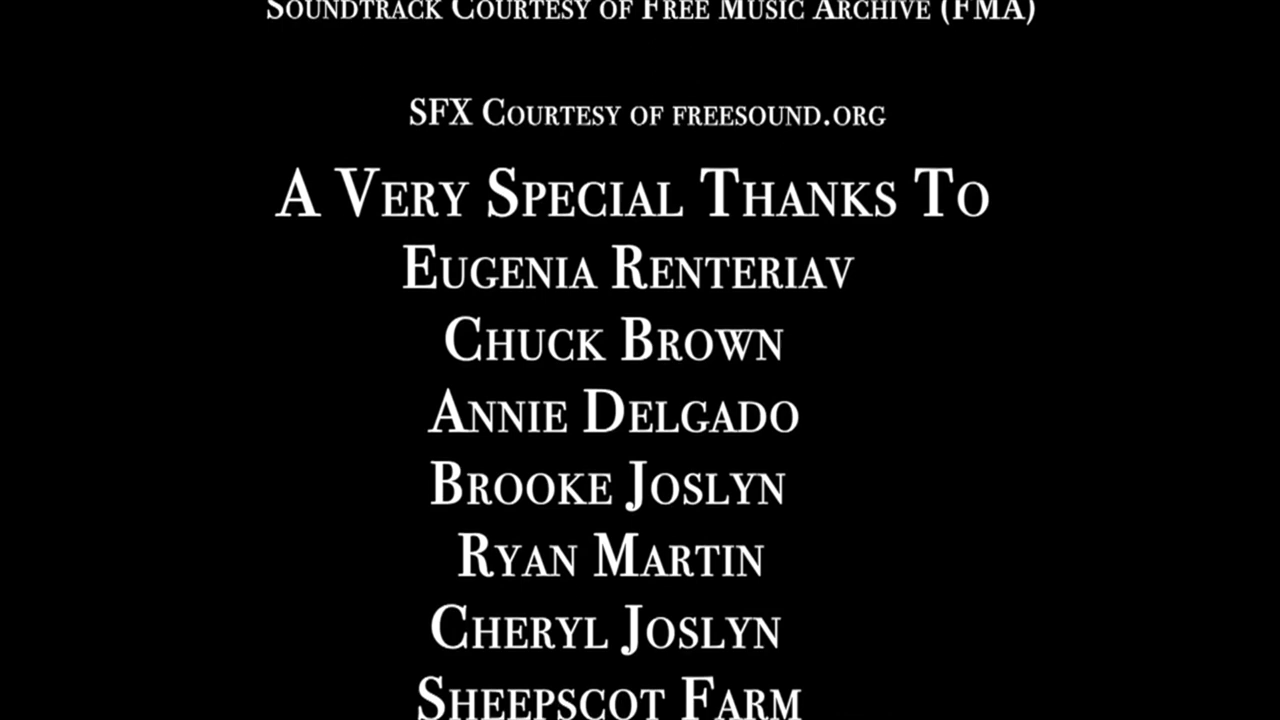 Soundtrack Courtesy of Free Music Archive (FMA)
SFX Courtesy of freesound.org
A Very Special Thanks To
Eugenia Renteriav
Chuck Brown
Annie Delgado
Brooke Joslyn
Ryan Martin
Cheryl Joslyn
Sheepscot Farm